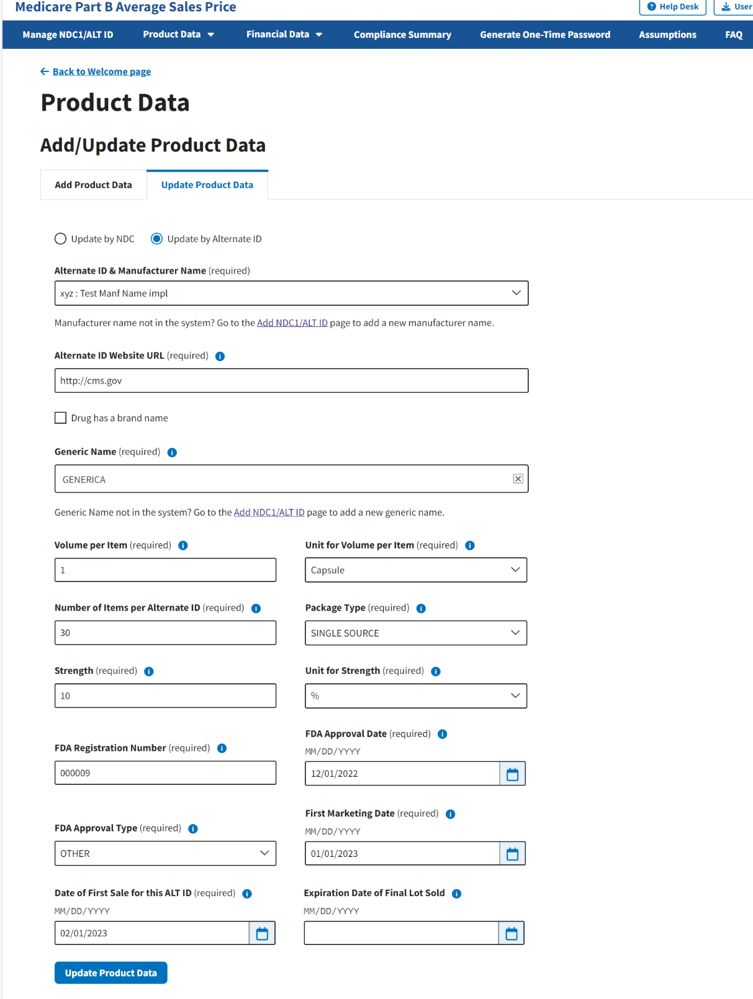 Medicare Part B Average Sales Price
Help Desk
User
Manage NDC1/ALT ID Product Data Financial Data Compliance Summary Generate One-Time Password Assumptions FAQ
Back to Welcome page
Product Data
Add/Update Product Data
Add Product Data Update Product Data
Update by NDC Update by Alternate ID
Alternate ID & Manufacturer Name (required)
xyz : Test Manf Name impl
Manufacturer name not in the system? Go to the Add NDC1/ALT ID page to add a new manufacturer name.
Alternate ID Website URL (required)
http://cms.gov
Drug has a brand name
Generic Name (required)
GENERICA
Generic Name not in the system? Go to the Add NDC1/ALT ID page to add a new generic name.
Volume per Item (required) Unit for Volume per Item (required)
1 Capsule
Number of Items per Alternate ID (required) Package Type (required)
30 SINGLE SOURCE
Strength (required) Unit for Strength (required)
10 %
FDA Registration Number (required)
000009
FDA Approval Date (required)
MM/DD/YYYY
12/01/2022
FDA Approval Type (required)
OTHER
First Marketing Date (required)
MM/DD/YYYY
01/01/2023
Date of First Sale for this ALT ID (required)
MM/DD/YYYY
02/01/2023
Expiration Date of Final Lot Sold
MM/DD/YYYY
Update Product Data